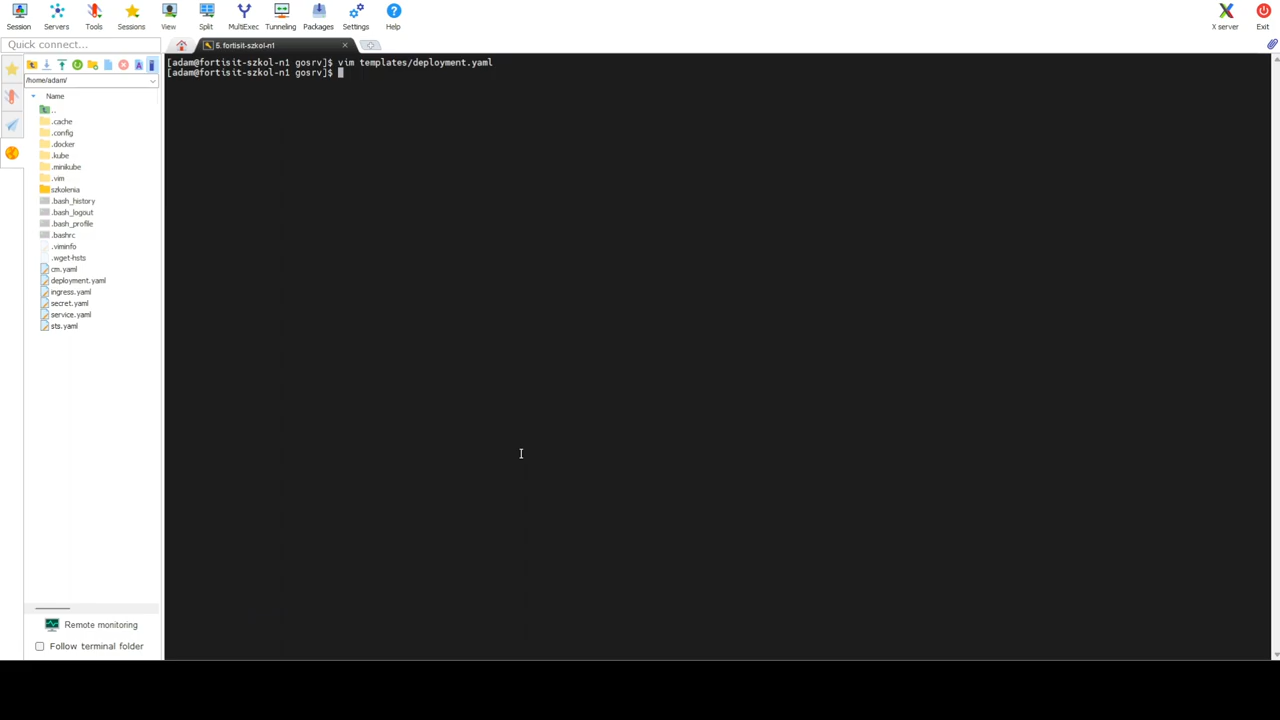 Session Servers Tools Sessions View Split MultiExec Tunneling Packages Settings Help X server Exit
Quick connect...
5. fortisit-szkol-n1
/home/adam/
Name
..
.cache
.config
.docker
.kube
.minikube
.vim
szkolenia
.bash_history
.bash_logout
.bash_profile
.bashrc
.viminfo
.wget-hsts
cm.yaml
deployment.yaml
ingress.yaml
secret.yaml
service.yaml
sts.yaml
Remote monitoring
Follow terminal folder
[adam@fortisit-szkol-n1 gosrv]$ vim templates/deployment.yaml
[adam@fortisit-szkol-n1 gosrv]$